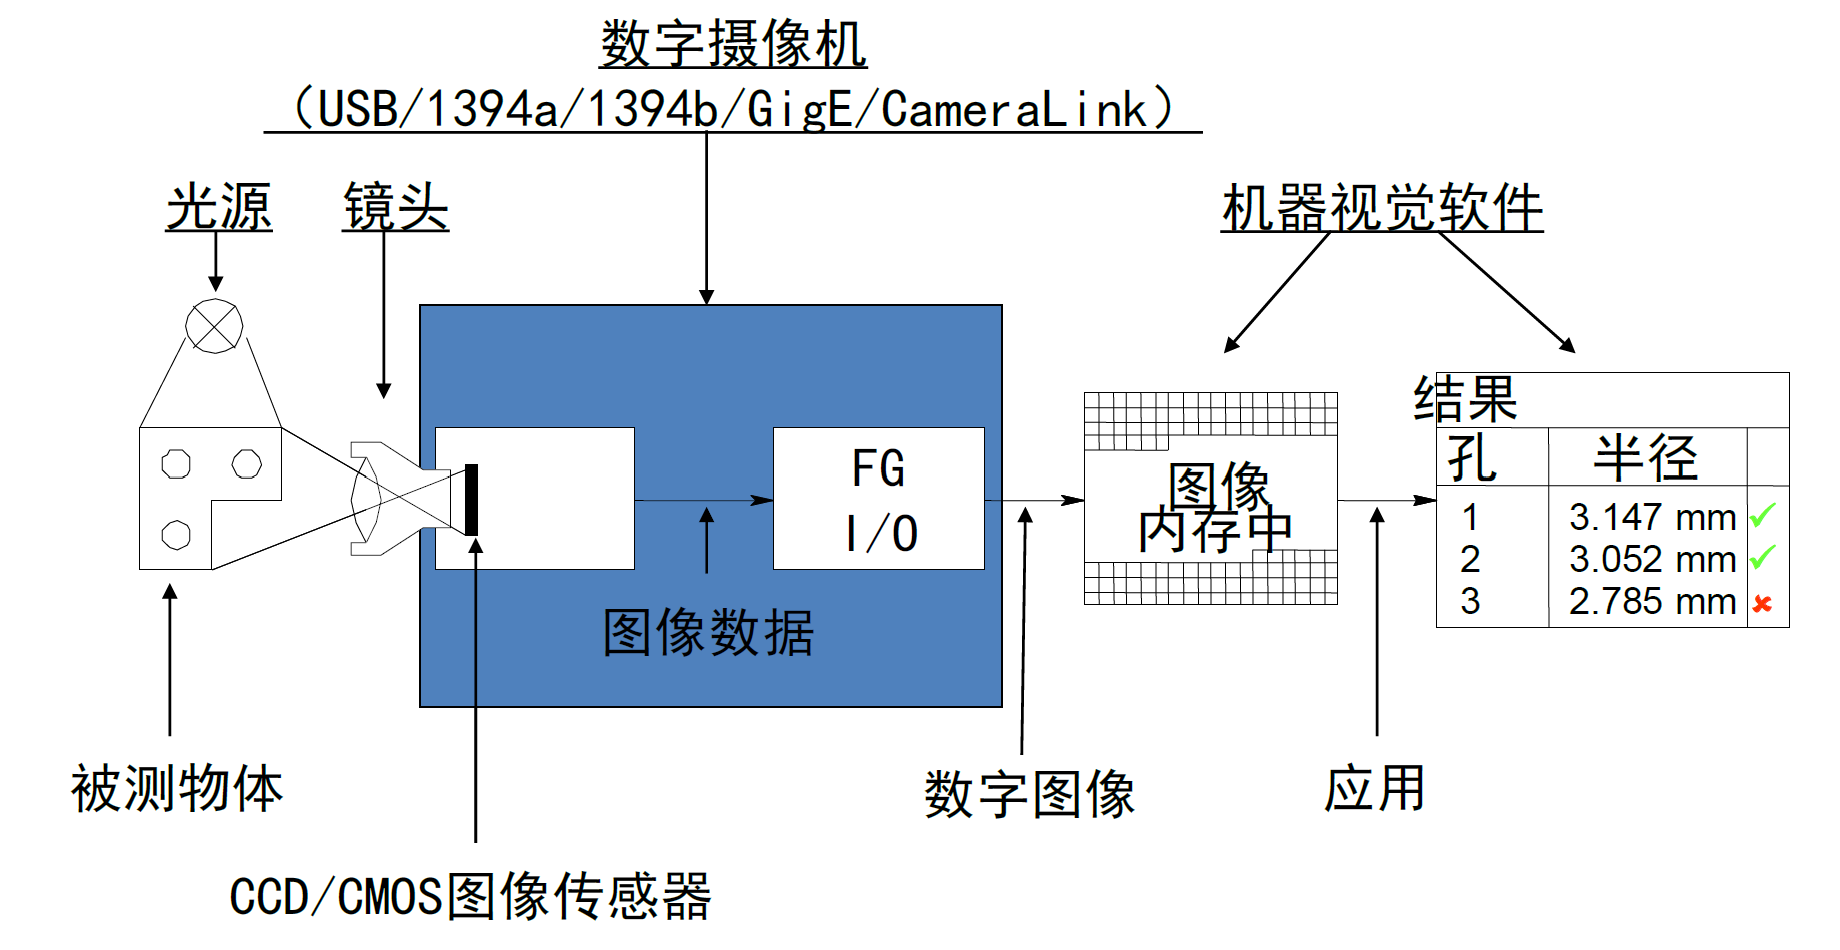 数字摄像机
（USB/1394a/1394b/GigE/CameraLink）
光源
镜头
机器视觉软件
FG
I/O
图像数据
图像
内存中
结果
孔 半径
1 3.147 mm ✓
2 3.052 mm ✓
3 2.785 mm ✘
被测物体
数字图像
应用
CCD/CMOS图像传感器